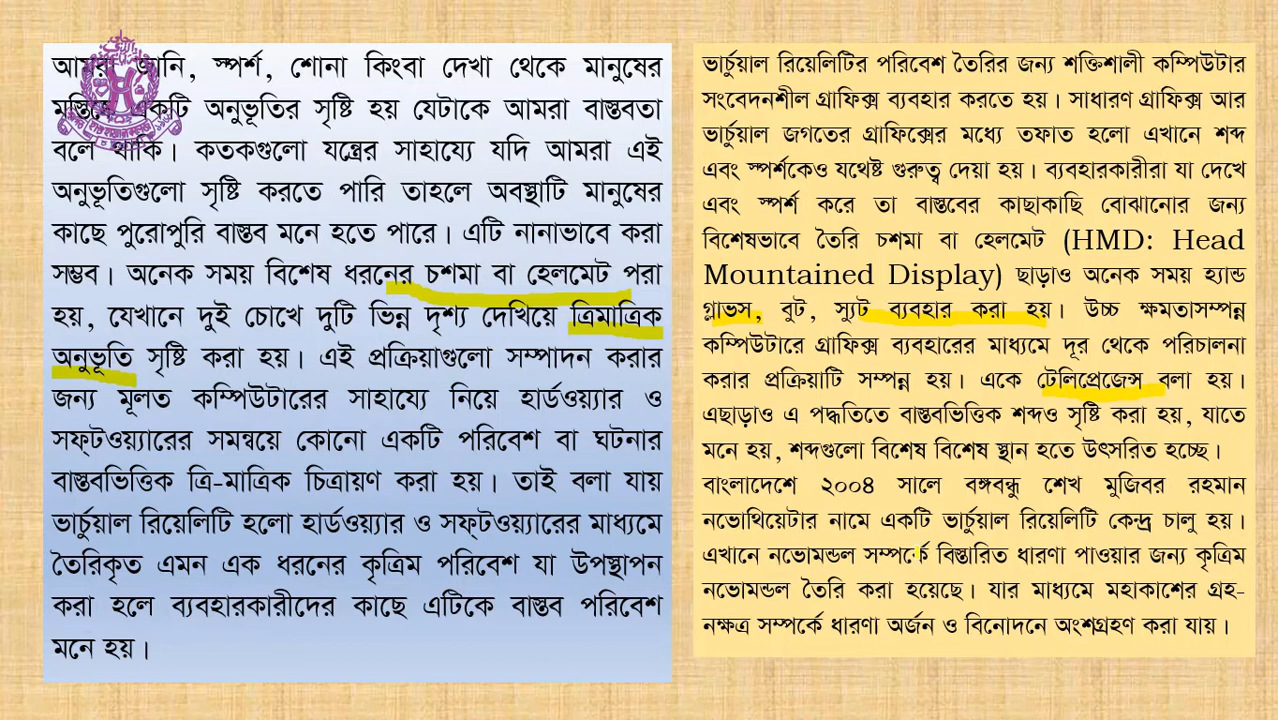 আমরা জানি, স্পর্শ, শোনা কিংবা দেখা থেকে মানুষের
মস্তিষ্কে একটি অনুভূতির সৃষ্টি হয় যেটাকে আমরা বাস্তবতা
বলে থাকি। কতকগুলো যন্ত্রের সাহায্যে যদি আমরা এই
অনুভূতিগুলো সৃষ্টি করতে পারি তাহলে অবস্থাটি মানুষের
কাছে পুরোপুরি বাস্তব মনে হতে পারে। এটি নানাভাবে করা
সম্ভব। অনেক সময় বিশেষ ধরনের চশমা বা হেলমেট পরা
হয়, যেখানে দুই চোখে দুটি ভিন্ন দৃশ্য দেখিয়ে ত্রিমাত্রিক
অনুভূতি সৃষ্টি করা হয়। এই প্রক্রিয়াগুলো সম্পাদন করার
জন্য মূলত কম্পিউটারের সাহায্যে নিয়ে হার্ডওয়্যার ও
সফ্টওয়্যারের সমন্বয়ে কোনো একটি পরিবেশ বা ঘটনার
বাস্তবভিত্তিক ত্রি-মাত্রিক চিত্রায়ণ করা হয়। তাই বলা যায়
ভার্চুয়াল রিয়েলিটি হলো হার্ডওয়্যার ও সফ্টওয়্যারের মাধ্যমে
তৈরিকৃত এমন এক ধরনের কৃত্রিম পরিবেশ যা উপস্থাপন
করা হলে ব্যবহারকারীদের কাছে এটিকে বাস্তব পরিবেশ
মনে হয়।
ভার্চুয়াল রিয়েলিটির পরিবেশ তৈরির জন্য শক্তিশালী কম্পিউটার
সংবেদনশীল গ্রাফিক্স ব্যবহার করতে হয়। সাধারণ গ্রাফিক্স আর
ভার্চুয়াল জগতের গ্রাফিক্সের মধ্যে তফাত হলো এখানে শব্দ
এবং স্পর্শকেও যথেষ্ট গুরুত্ব দেয়া হয়। ব্যবহারকারীরা যা দেখে
এবং স্পর্শ করে তা বাস্তবের কাছাকাছি বোঝানোর জন্য
বিশেষভাবে তৈরি চশমা বা হেলমেট (HMD: Head
Mountained Display) ছাড়াও অনেক সময় হ্যান্ড
গ্লাভস, বুট, স্যুট ব্যবহার করা হয়। উচ্চ ক্ষমতাসম্পন্ন
কম্পিউটারে গ্রাফিক্স ব্যবহারের মাধ্যমে দূর থেকে পরিচালনা
করার প্রক্রিয়াটি সম্পন্ন হয়। একে টেলিপ্রেজেন্স বলা হয়।
এছাড়াও এ পদ্ধতিতে বাস্তবভিত্তিক শব্দও সৃষ্টি করা হয়, যাতে
মনে হয়, শব্দগুলো বিশেষ বিশেষ স্থান হতে উৎসরিত হচ্ছে।
বাংলাদেশে ২০০৪ সালে বঙ্গবন্ধু শেখ মুজিবর রহমান
নভোথিয়েটার নামে একটি ভার্চুয়াল রিয়েলিটি কেন্দ্র চালু হয়।
এখানে নভোমন্ডল সম্পর্কে বিস্তারিত ধারণা পাওয়ার জন্য কৃত্রিম
নভোমন্ডল তৈরি করা হয়েছে। যার মাধ্যমে মহাকাশের গ্রহ-
নক্ষত্র সম্পর্কে ধারণা অর্জন ও বিনোদনে অংশগ্রহণ করা যায়।